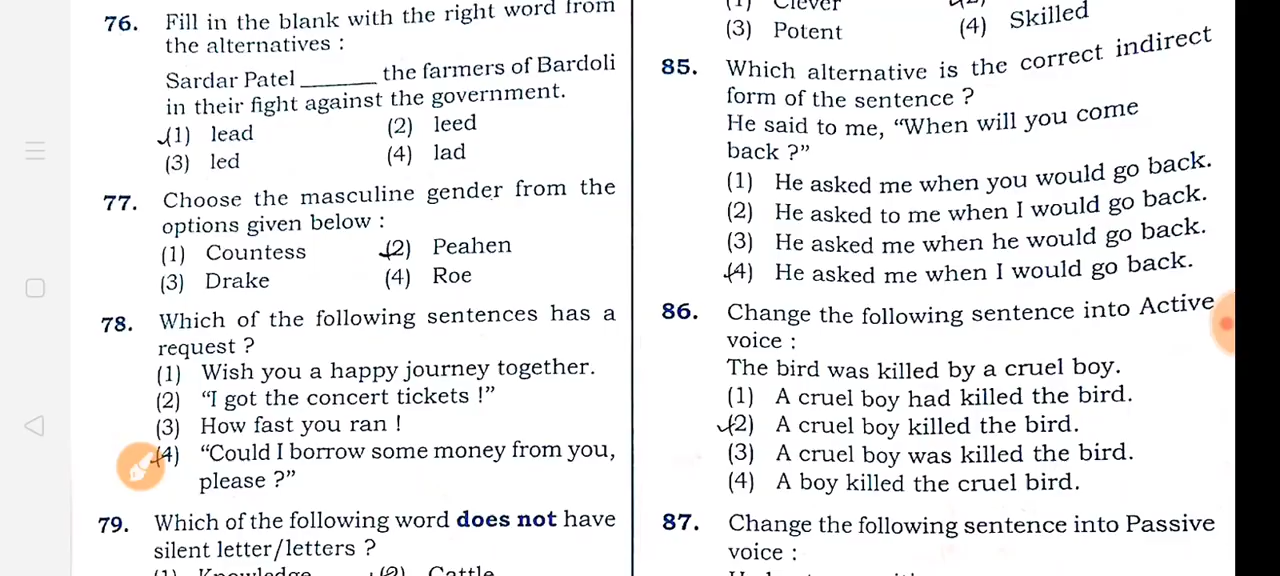 76. Fill in the blank with the right word from
the alternatives :
Sardar Patel ______ the farmers of Bardoli
in their fight against the government.
(1) lead (2) leed
(3) led (4) lad
77. Choose the masculine gender from the
options given below :
(1) Countess (2) Peahen
(3) Drake (4) Roe
78. Which of the following sentences has a
request ?
(1) Wish you a happy journey together.
(2) “I got the concert tickets !”
(3) How fast you ran !
(4) “Could I borrow some money from you,
please ?”
79. Which of the following word does not have
silent letter/letters ?
(1) Knowledge (2) Cattle
(1) Clever
(3) Potent (4) Skilled
85. Which alternative is the correct indirect
form of the sentence ?
He said to me, “When will you come
back ?”
(1) He asked me when you would go back.
(2) He asked to me when I would go back.
(3) He asked me when he would go back.
(4) He asked me when I would go back.
86. Change the following sentence into Active
voice :
The bird was killed by a cruel boy.
(1) A cruel boy had killed the bird.
(2) A cruel boy killed the bird.
(3) A cruel boy was killed the bird.
(4) A boy killed the cruel bird.
87. Change the following sentence into Passive
voice :